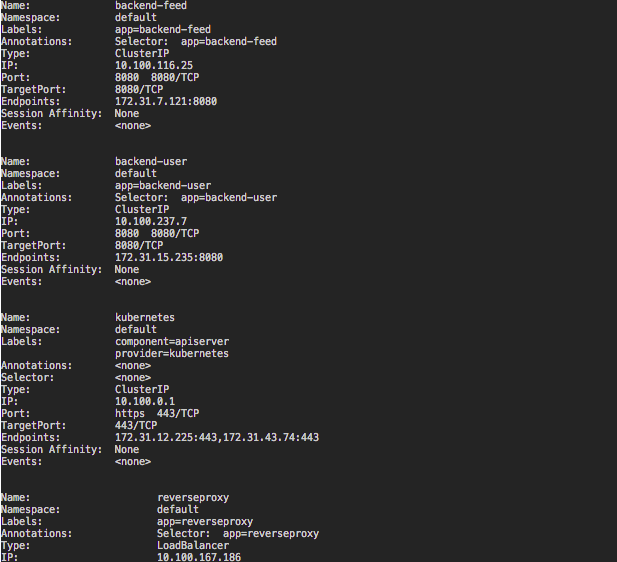 Name: backend-feed
Namespace: default
Labels: app=backend-feed
Annotations: Selector: app=backend-feed
Type: ClusterIP
IP: 10.100.116.25
Port: 8080 8080/TCP
TargetPort: 8080/TCP
Endpoints: 172.31.7.121:8080
Session Affinity: None
Events: <none>
Name: backend-user
Namespace: default
Labels: app=backend-user
Annotations: Selector: app=backend-user
Type: ClusterIP
IP: 10.100.237.7
Port: 8080 8080/TCP
TargetPort: 8080/TCP
Endpoints: 172.31.15.235:8080
Session Affinity: None
Events: <none>
Name: kubernetes
Namespace: default
Labels: component=apiserver
provider=kubernetes
Annotations: <none>
Selector: <none>
Type: ClusterIP
IP: 10.100.0.1
Port: https 443/TCP
TargetPort: 443/TCP
Endpoints: 172.31.12.225:443,172.31.43.74:443
Session Affinity: None
Events: <none>
Name: reverseproxy
Namespace: default
Labels: app=reverseproxy
Annotations: Selector: app=reverseproxy
Type: LoadBalancer
IP: 10.100.167.186